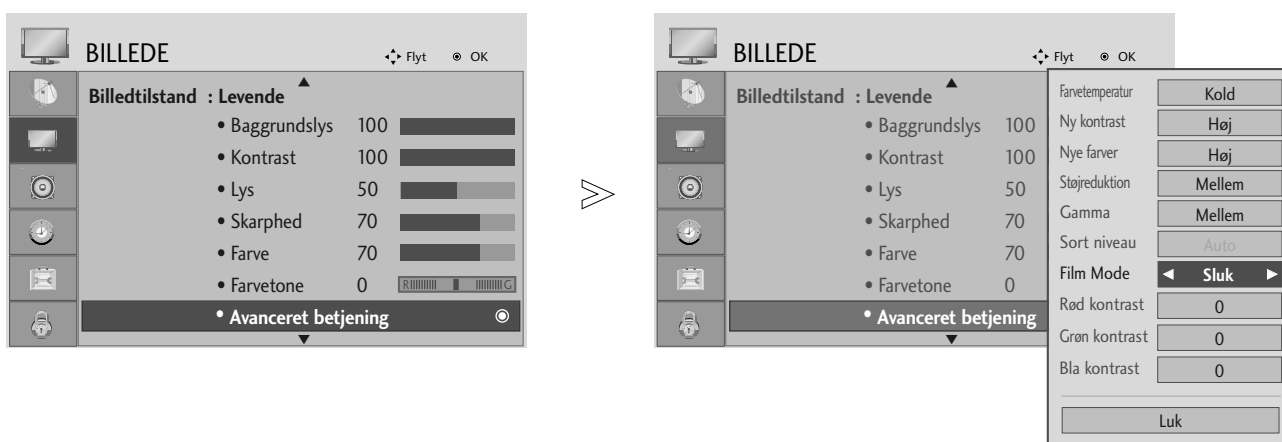 BILLEDE
Flyt OK
Billedtilstand : Levende
• Baggrundslys 100
• Kontrast 100
• Lys 50
• Skarphed 70
• Farve 70
• Farvetone 0 R G
• Avanceret betjening
BILLEDE
Flyt OK
Billedtilstand : Levende
• Baggrundslys 100
• Kontrast 100
• Lys 50
• Skarphed 70
• Farve 70
• Farvetone 0
• Avanceret betjening
Farvetemperatur Kold
Ny kontrast Høj
Nye farver Høj
Støjreduktion Mellem
Gamma Mellem
Sort niveau Auto
Film Mode Sluk
Rød kontrast 0
Grøn kontrast 0
Bla kontrast 0
Luk